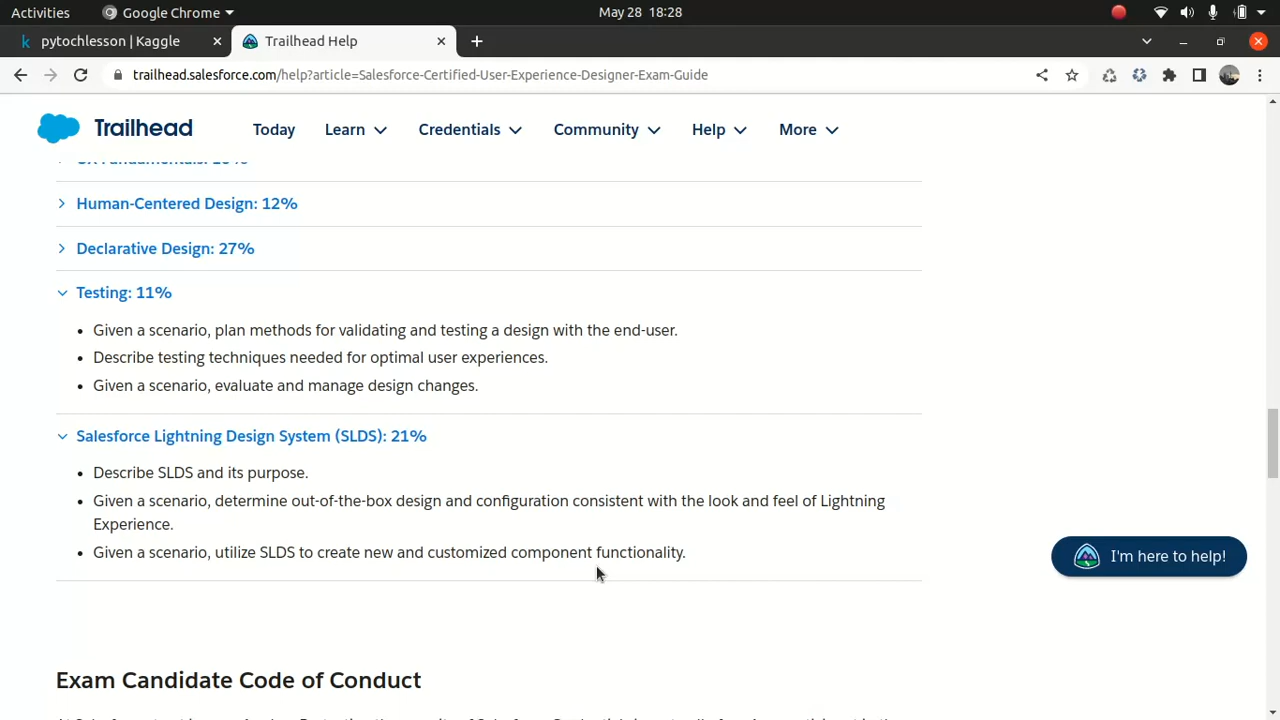 Activities
Google Chrome
May 28 18:28
pytochlesson | Kaggle
Trailhead Help
trailhead.salesforce.com/help?article=Salesforce-Certified-User-Experience-Designer-Exam-Guide
Trailhead
Today
Learn
Credentials
Community
Help
More
Human-Centered Design: 12%
Declarative Design: 27%
Testing: 11%
• Given a scenario, plan methods for validating and testing a design with the end-user.
• Describe testing techniques needed for optimal user experiences.
• Given a scenario, evaluate and manage design changes.
Salesforce Lightning Design System (SLDS): 21%
• Describe SLDS and its purpose.
• Given a scenario, determine out-of-the-box design and configuration consistent with the look and feel of Lightning
Experience.
• Given a scenario, utilize SLDS to create new and customized component functionality.
I'm here to help!
Exam Candidate Code of Conduct